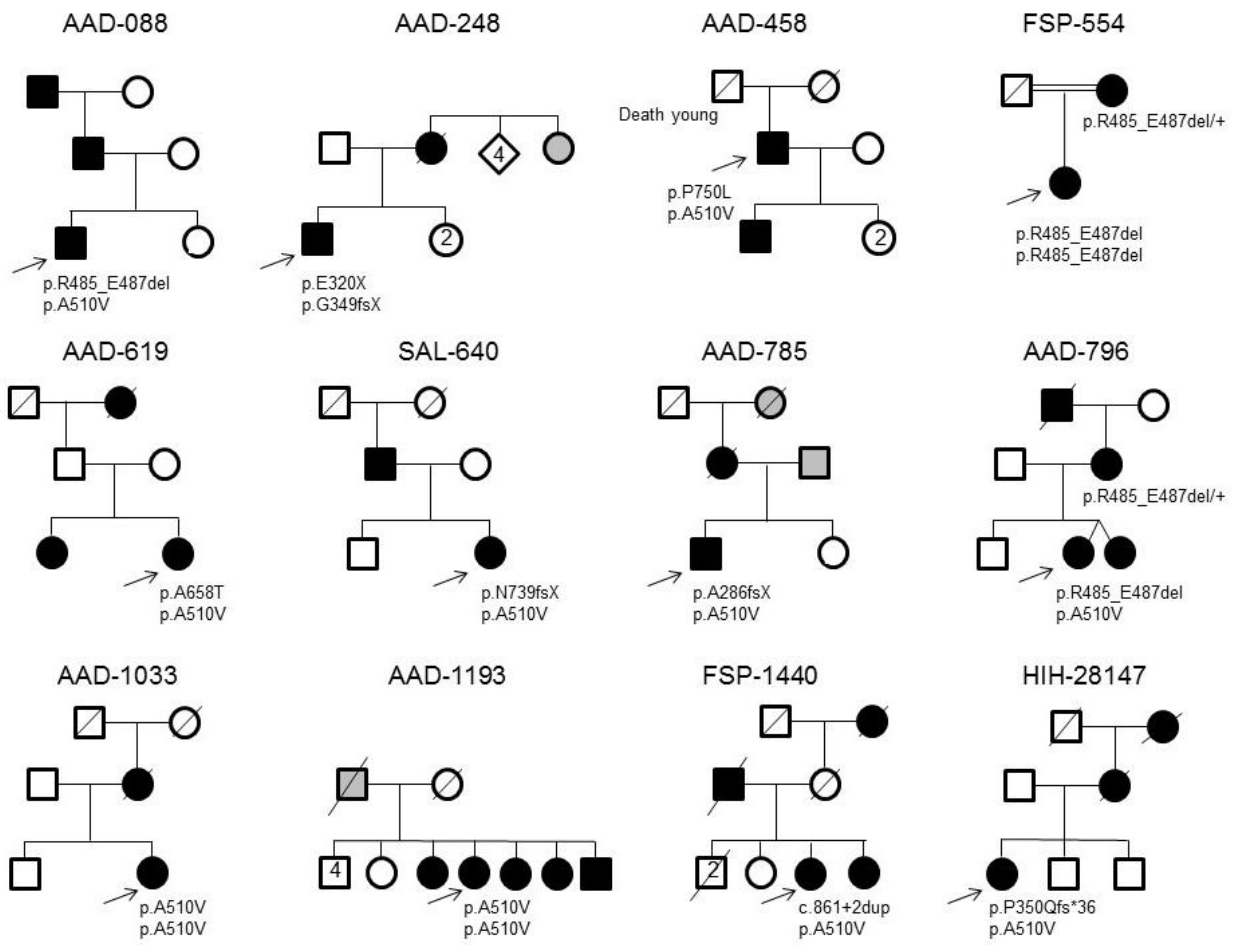 AAD-088
AAD-248
AAD-458
FSP-554
Death young
4
p.R485_E487del/+
p.P750L
p.A510V
2
2
p.R485_E487del
p.R485_E487del
p.R485_E487del
p.A510V
p.E320X
p.G349fsX
AAD-619
SAL-640
AAD-785
AAD-796
p.R485_E487del/+
p.A658T
p.A510V
p.N739fsX
p.A510V
p.A286fsX
p.A510V
p.R485_E487del
p.A510V
AAD-1033
AAD-1193
FSP-1440
HIH-28147
4
2
p.A510V
p.A510V
p.A510V
p.A510V
c.861+2dup
p.A510V
p.P350Qfs*36
p.A510V